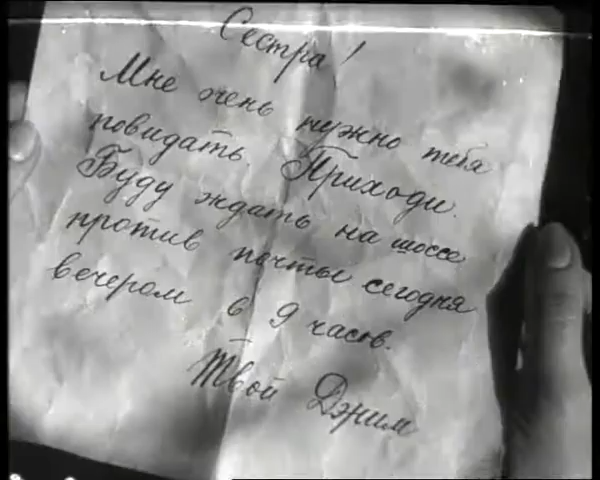 Сестра!
Мне очень нужно тебя
повидать. Приходи.
Буду ждать на шоссе
против почты сегодня
вечером в 9 часов.
Твой Джим